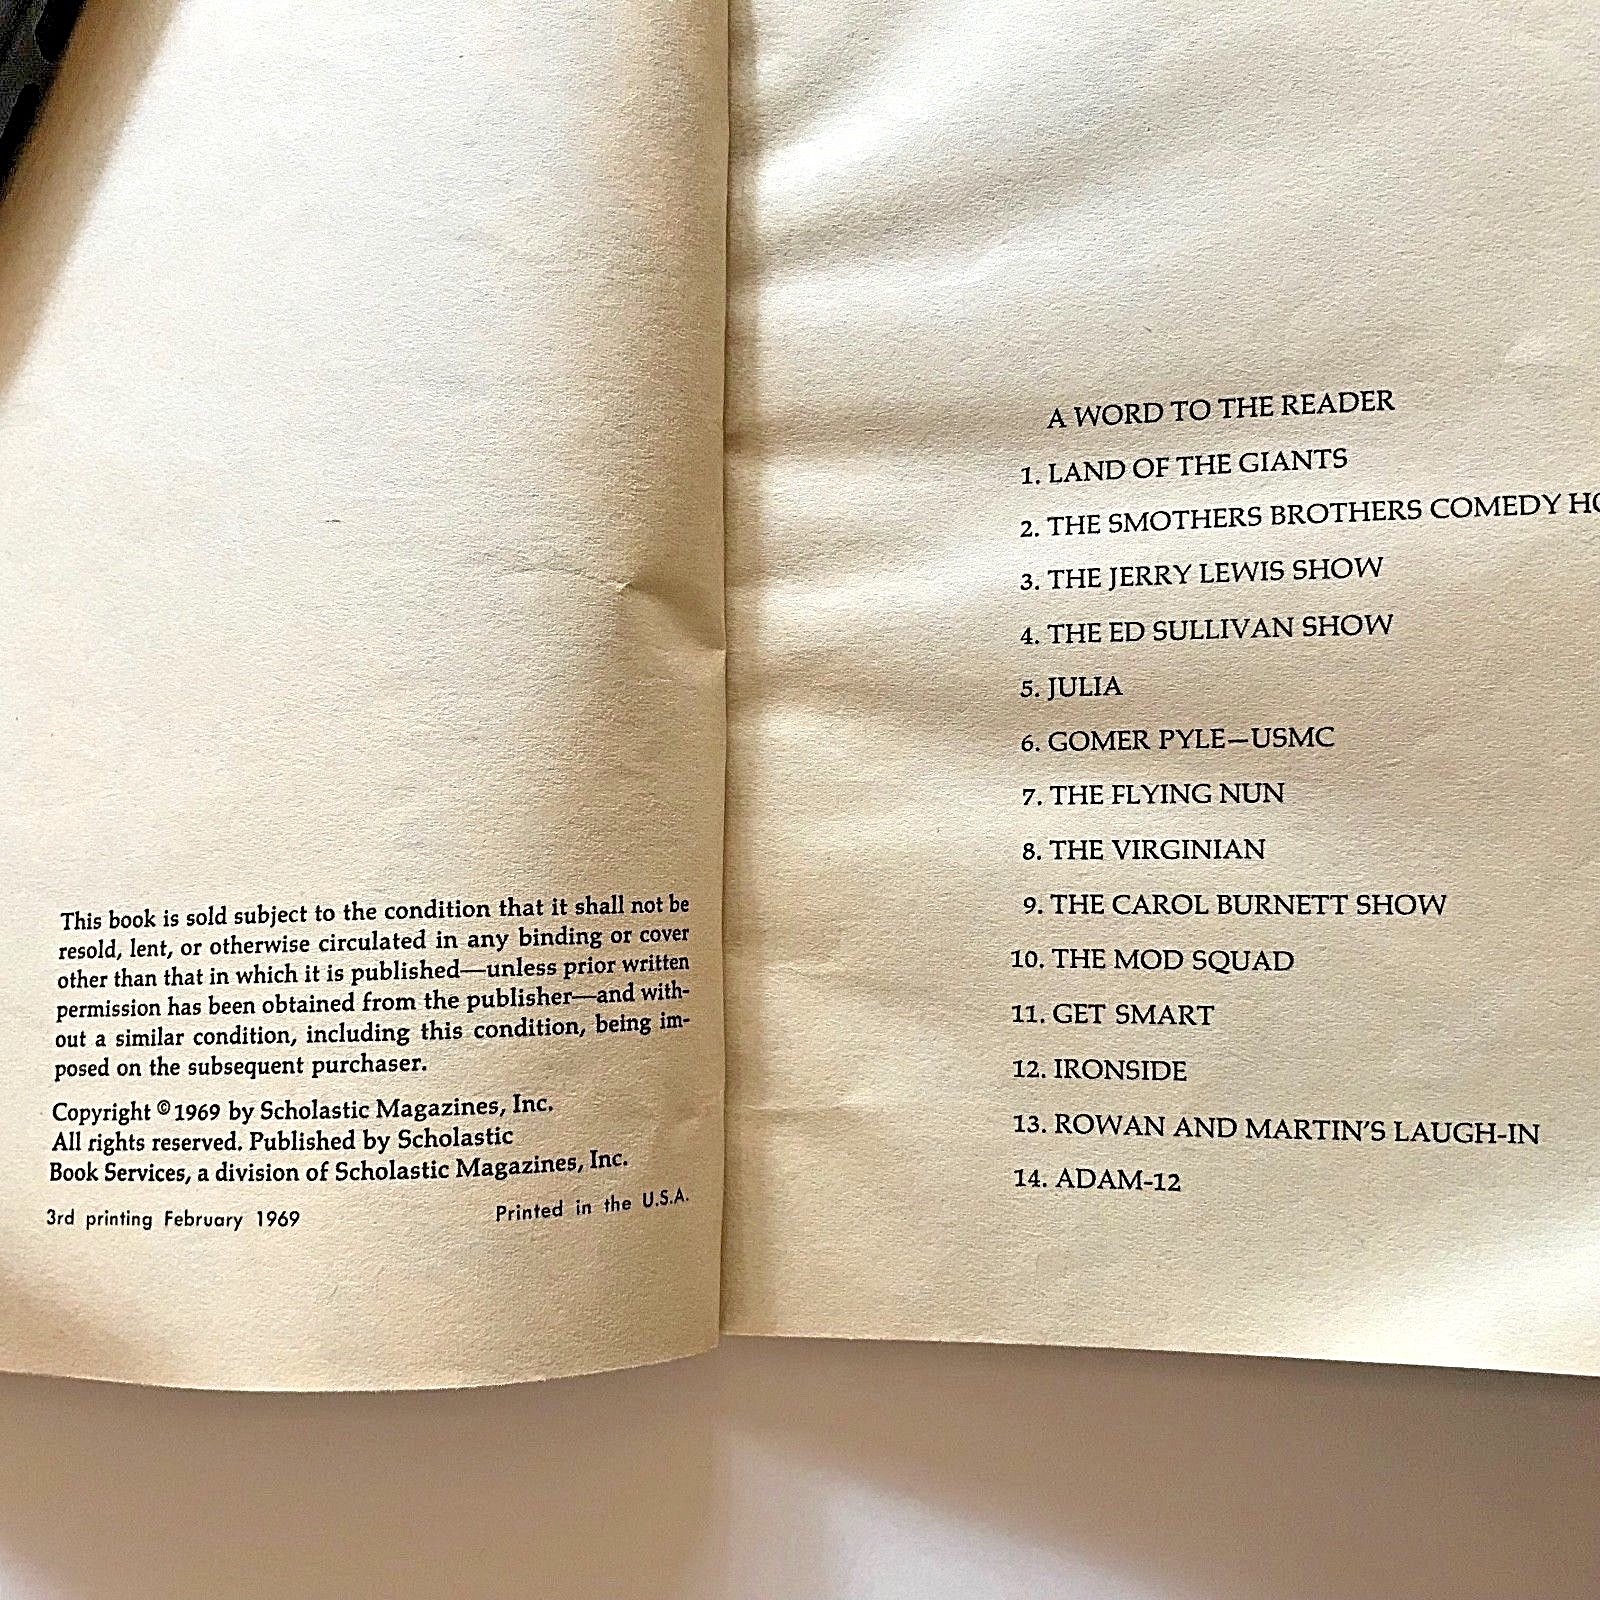 This book is sold subject to the condition that it shall not be
resold, lent, or otherwise circulated in any binding or cover
other than that in which it is published—unless prior written
permission has been obtained from the publisher—and with-
out a similar condition, including this condition, being im-
posed on the subsequent purchaser.
Copyright © 1969 by Scholastic Magazines, Inc.
All rights reserved. Published by Scholastic
Book Services, a division of Scholastic Magazines, Inc.
3rd printing February 1969 Printed in the U.S.A.
A WORD TO THE READER
1. LAND OF THE GIANTS
2. THE SMOTHERS BROTHERS COMEDY
3. THE JERRY LEWIS SHOW
4. THE ED SULLIVAN SHOW
5. JULIA
6. GOMER PYLE—USMC
7. THE FLYING NUN
8. THE VIRGINIAN
9. THE CAROL BURNETT SHOW
10. THE MOD SQUAD
11. GET SMART
12. IRONSIDE
13. ROWAN AND MARTIN'S LAUGH-IN
14. ADAM-12